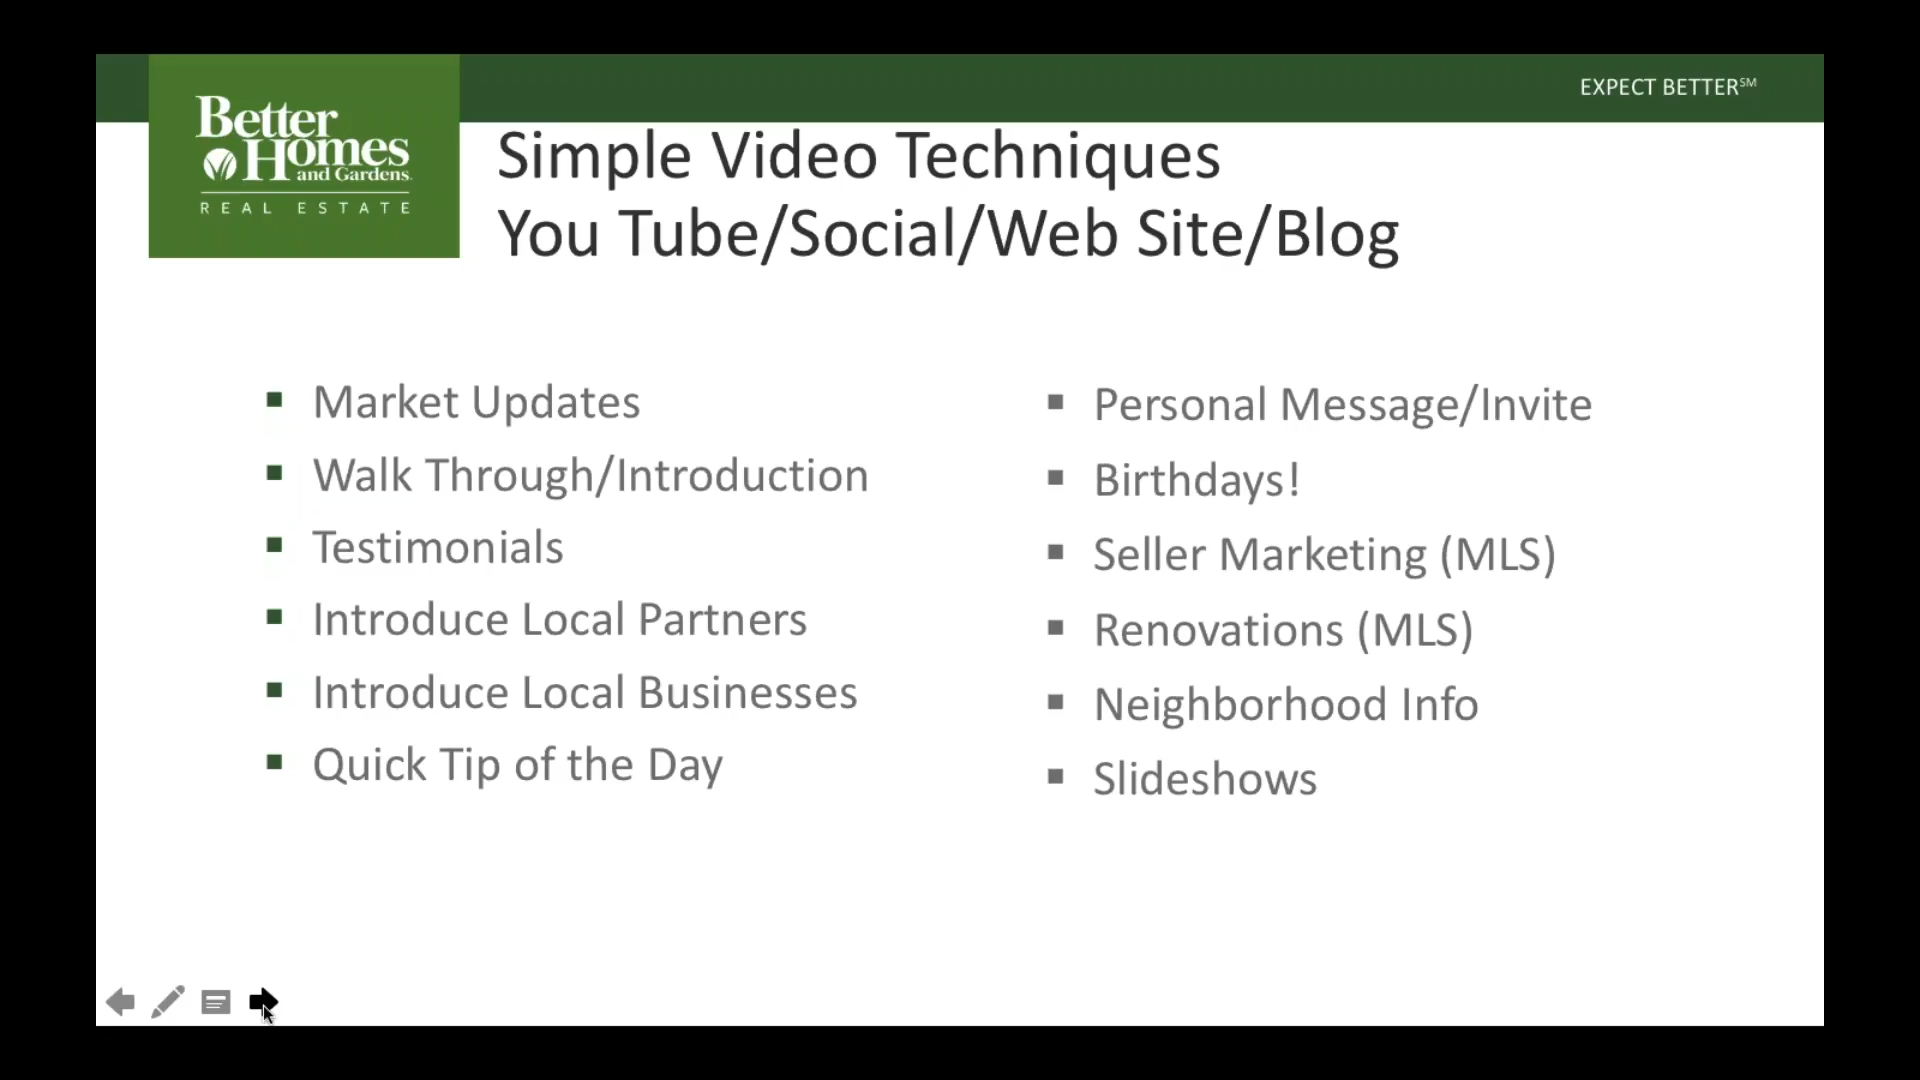 EXPECT BETTER℠
Better
Homes
and Gardens
REAL ESTATE
Simple Video Techniques
You Tube/Social/Web Site/Blog
Market Updates
Walk Through/Introduction
Testimonials
Introduce Local Partners
Introduce Local Businesses
Quick Tip of the Day
Personal Message/Invite
Birthdays!
Seller Marketing (MLS)
Renovations (MLS)
Neighborhood Info
Slideshows